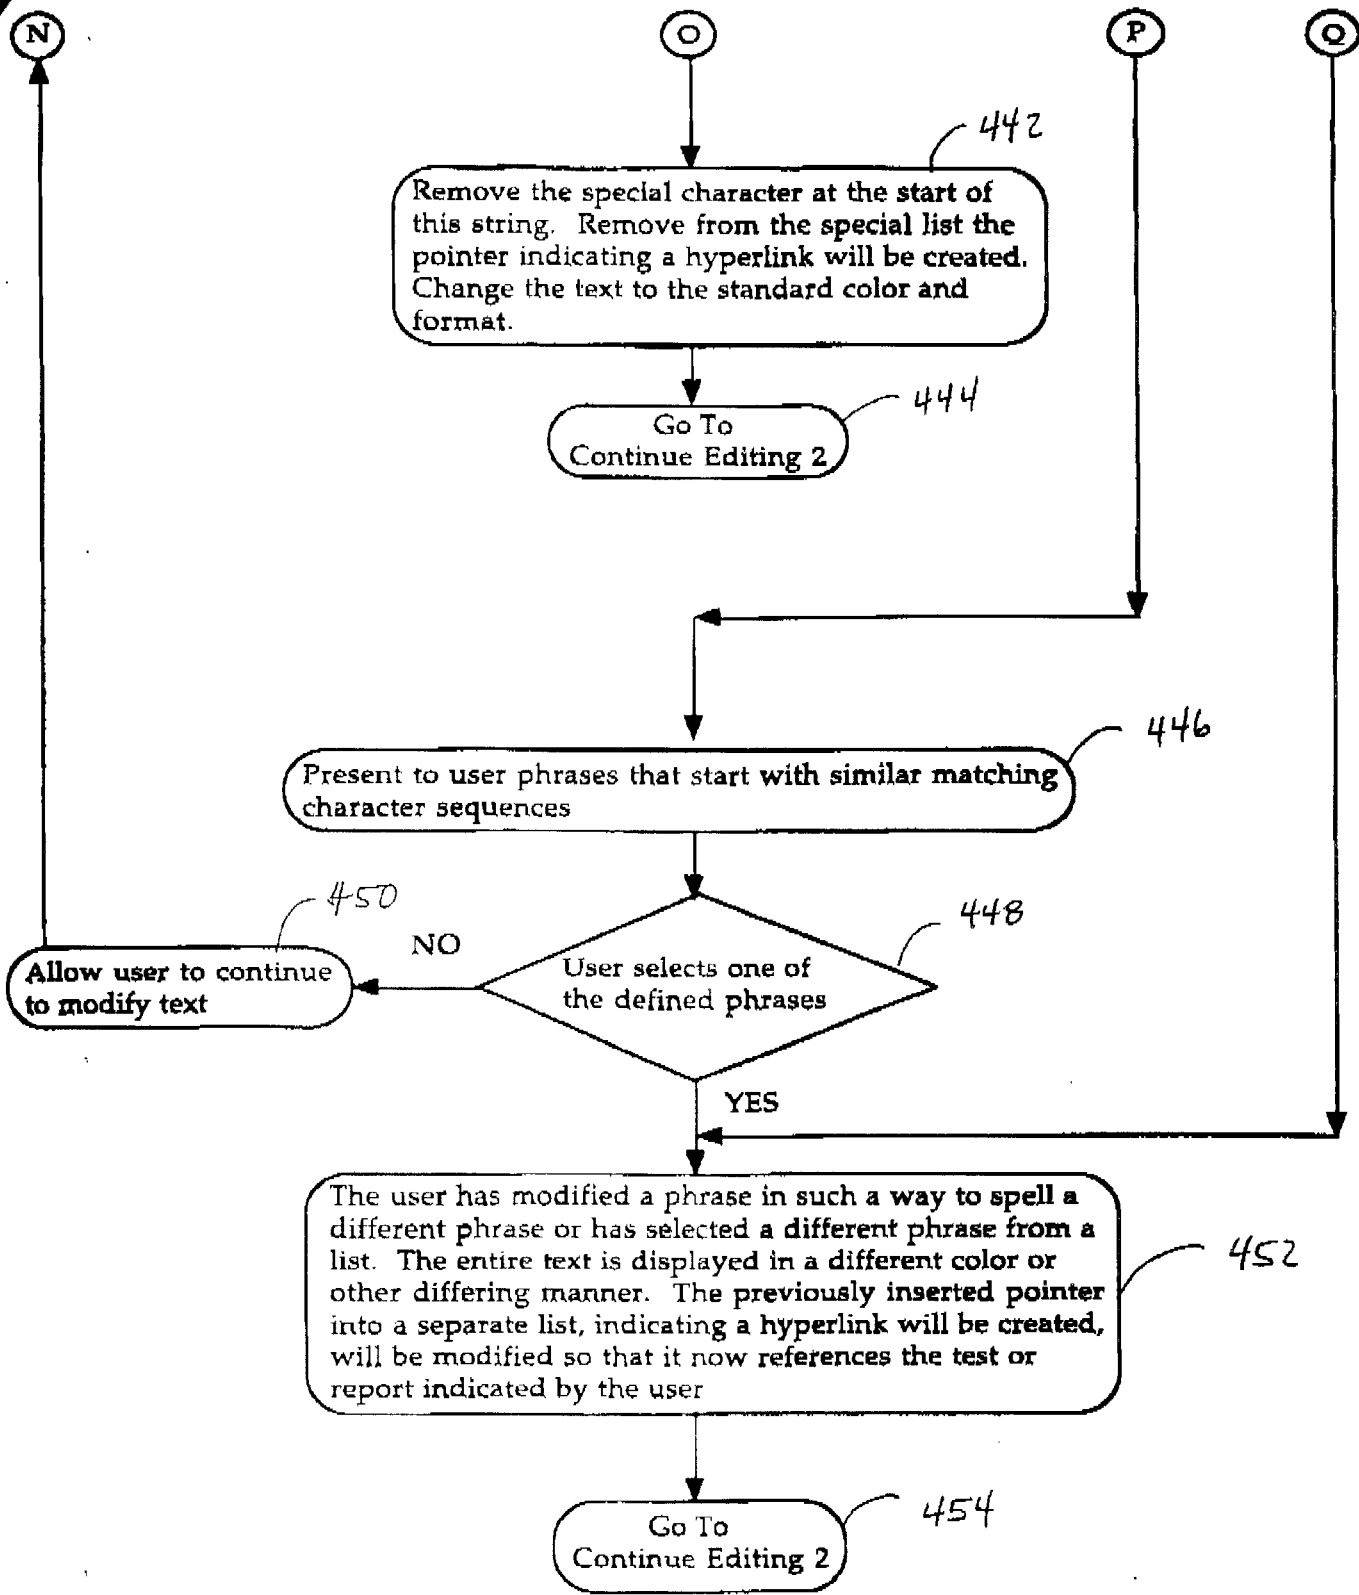 N
O
P
Q
442
Remove the special character at the start of
this string. Remove from the special list the
pointer indicating a hyperlink will be created.
Change the text to the standard color and
format.
444
Go To
Continue Editing 2
446
Present to user phrases that start with similar matching
character sequences
450
448
NO
Allow user to continue
to modify text
User selects one of
the defined phrases
YES
The user has modified a phrase in such a way to spell a
different phrase or has selected a different phrase from a
list. The entire text is displayed in a different color or
other differing manner. The previously inserted pointer
into a separate list, indicating a hyperlink will be created,
will be modified so that it now references the test or
report indicated by the user
452
454
Go To
Continue Editing 2